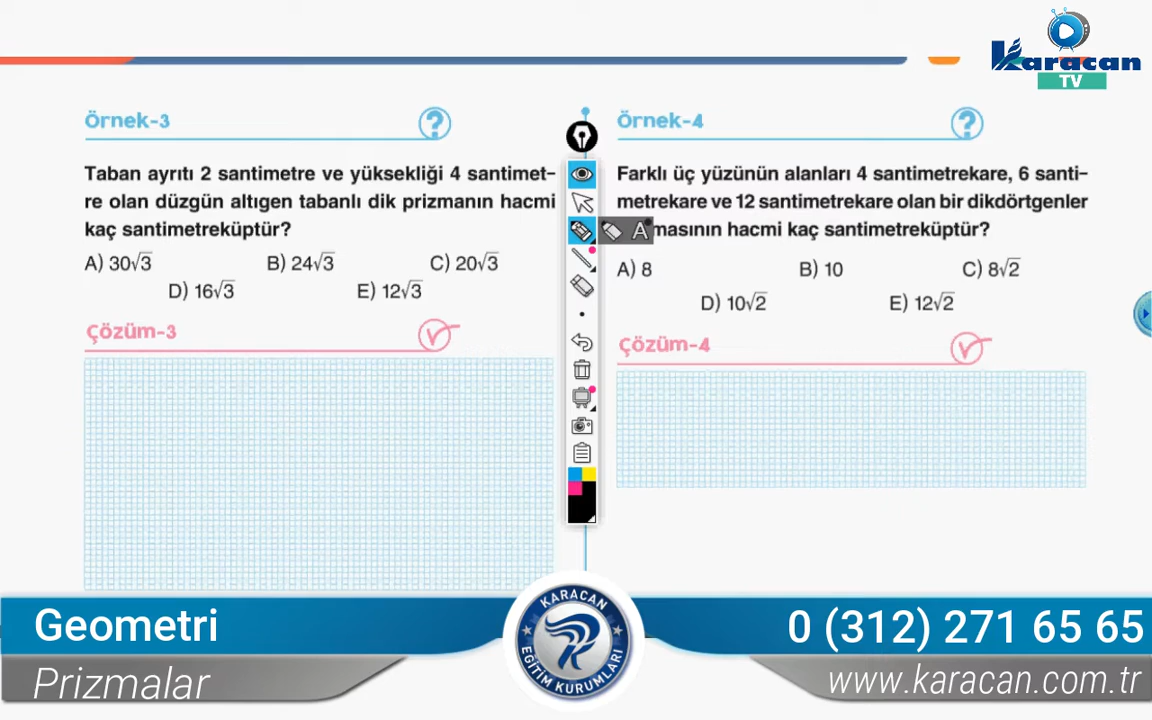 Karacan
TV
Örnek-3
?
Taban ayrıtı 2 santimetre ve yüksekliği 4 santimet-
re olan düzgün altıgen tabanlı dik prizmanın hacmi
kaç santimetreküptür?
A) 30√3 B) 24√3 C) 20√3
D) 16√3 E) 12√3
Çözüm-3
Örnek-4
?
Farklı üç yüzünün alanları 4 santimetrekare, 6 santi-
metrekare ve 12 santimetrekare olan bir dikdörtgenler
masının hacmi kaç santimetreküptür?
A) 8 B) 10 C) 8√2
D) 10√2 E) 12√2
Çözüm-4
A
Geometri
Prizmalar
KARACAN
EĞİTİM KURUMLARI
0 (312) 271 65 65
www.karacan.com.tr